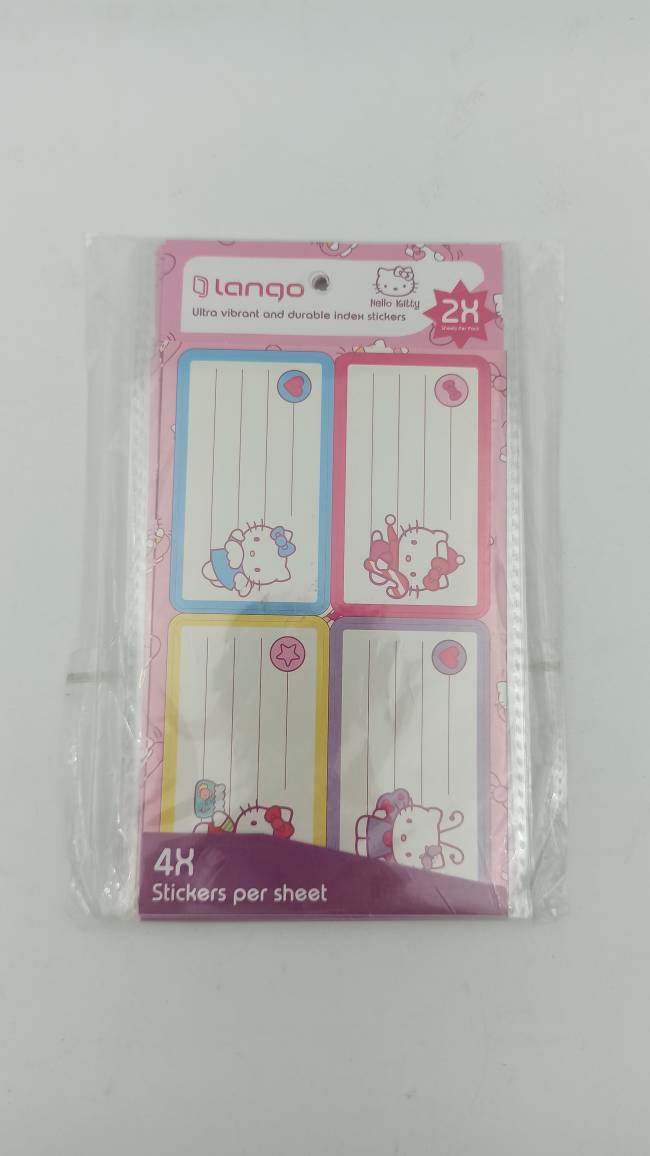 Lango
Hello Kitty
Ultra vibrant and durable index stickers
2X
Sheets Per Pack
4X
Stickers per sheet